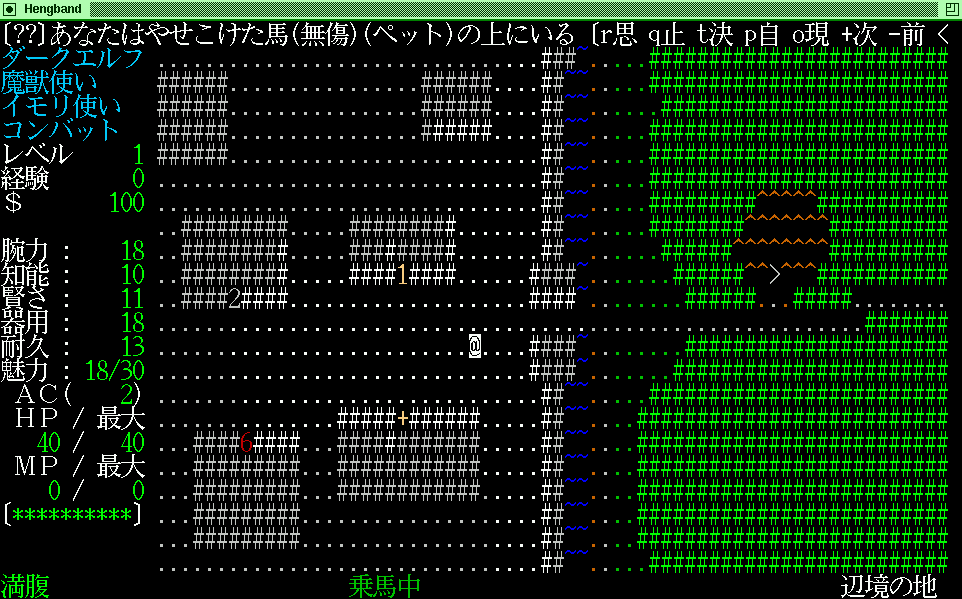 Hengband
[??]あなたはやせこけた馬(無傷)(ペット)の上にいる [r思 q止 t決 p自 o現 +次 -前 <
ダークエルフ
魔獣使い
イモリ使い
コンバット
レベル 1
経験 0
$ 100
腕力 : 18
知能 : 10
賢さ : 11
器用 : 18
耐久 : 13
魅力 : 18/30
AC( 2)
HP / 最大
40 / 40
MP / 最大
0 / 0
[**********]
1
2
@
6
満腹 乗馬中 辺境の地